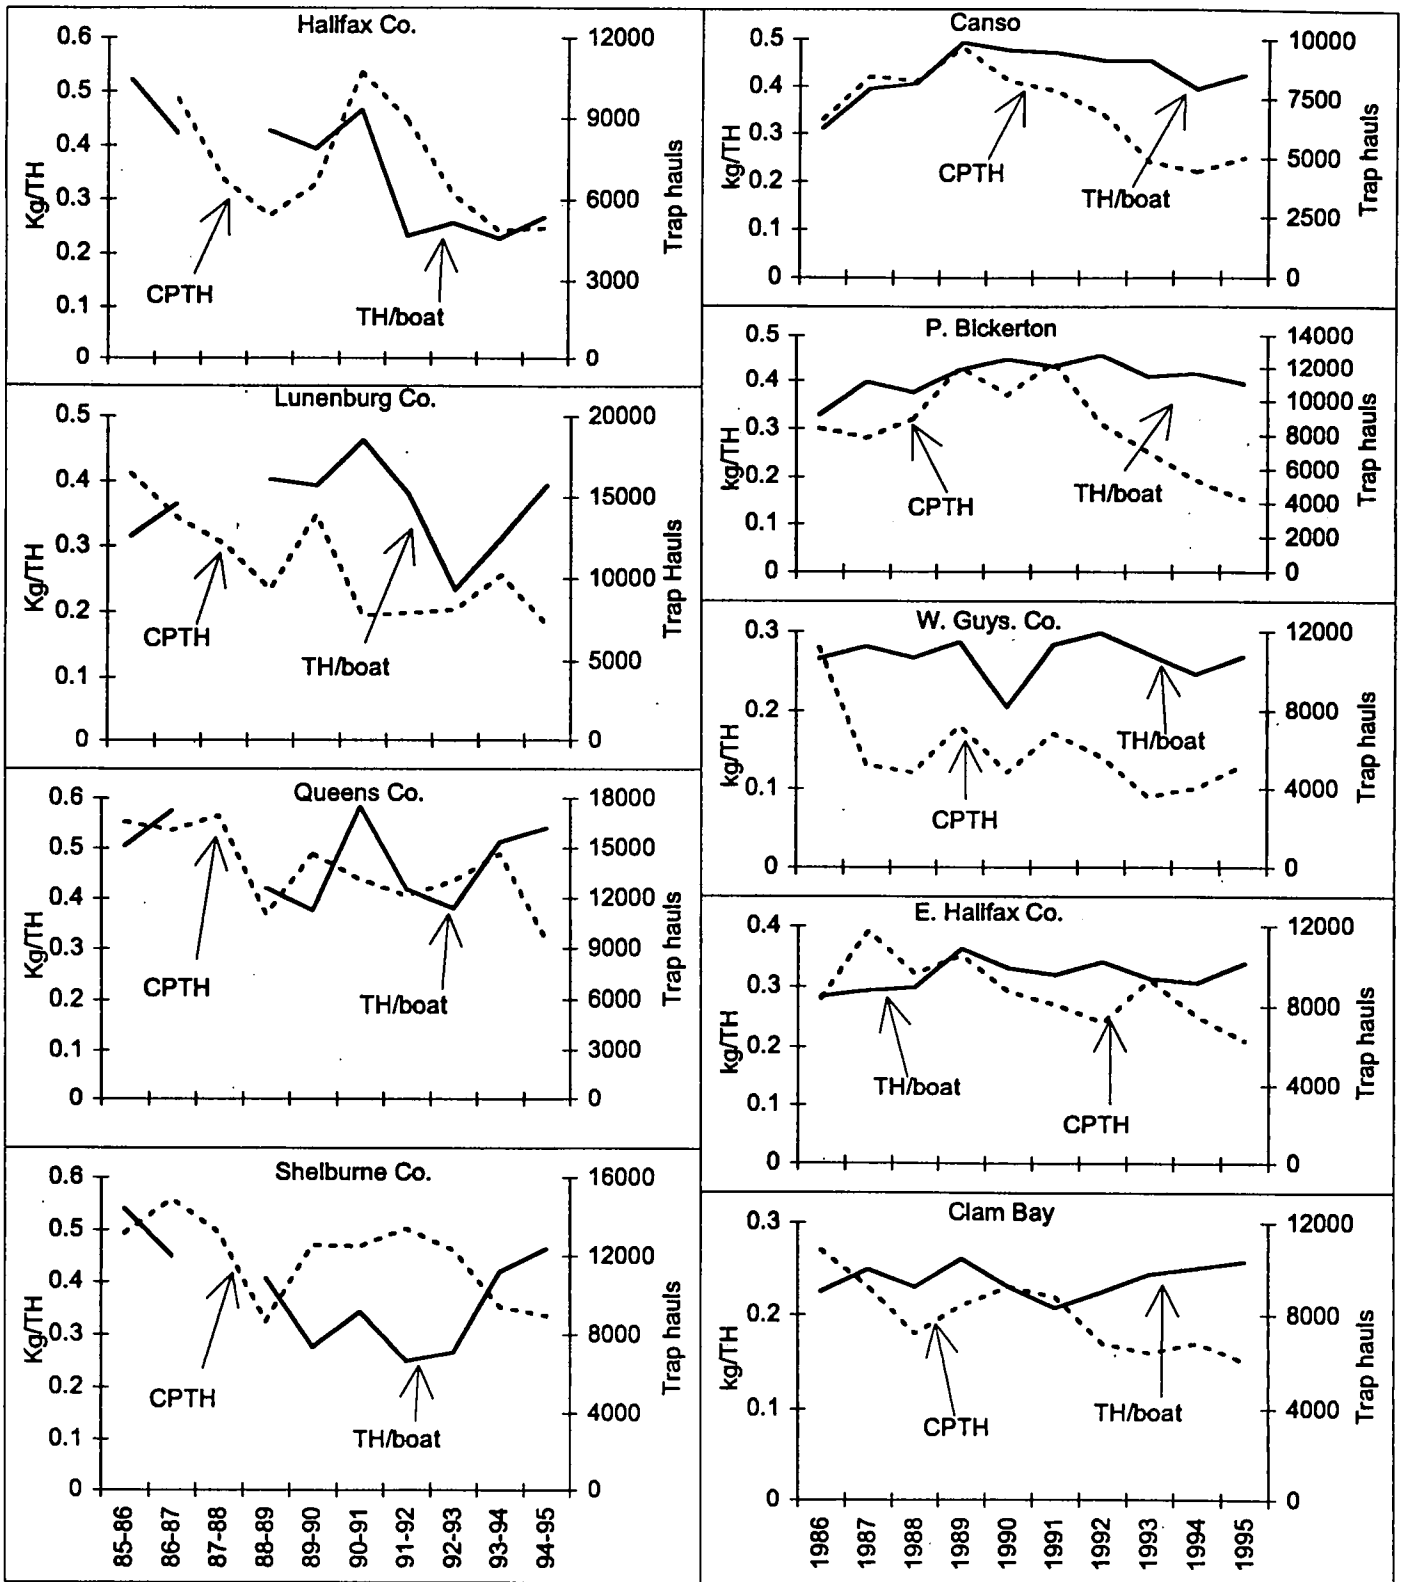 Halifax Co.
0.6
0.5
0.4
0.3
0.2
0.1
0
Kg/TH
12000
9000
6000
3000
0
Trap hauls
CPTH
TH/boat
Lunenburg Co.
0.5
0.4
0.3
0.2
0.1
0
Kg/TH
20000
15000
10000
5000
0
Trap Hauls
CPTH
TH/boat
Queens Co.
0.6
0.5
0.4
0.3
0.2
0.1
0
Kg/TH
18000
15000
12000
9000
6000
3000
0
Trap hauls
CPTH
TH/boat
Shelburne Co.
0.6
0.5
0.4
0.3
0.2
0.1
0
Kg/TH
16000
12000
8000
4000
0
Trap hauls
CPTH
TH/boat
85-86
86-87
87-88
88-89
89-90
90-91
91-92
92-93
93-94
94-95
Canso
0.5
0.4
0.3
0.2
0.1
0
kg/TH
10000
7500
5000
2500
0
Trap hauls
CPTH
TH/boat
P. Bickerton
0.5
0.4
0.3
0.2
0.1
0
kg/TH
14000
12000
10000
8000
6000
4000
2000
0
Trap hauls
TH/boat
CPTH
W. Guys. Co.
0.3
0.2
0.1
0
kg/TH
12000
8000
4000
0
Trap hauls
TH/boat
CPTH
E. Halifax Co.
0.4
0.3
0.2
0.1
0
kg/TH
12000
8000
4000
0
Trap hauls
TH/boat
CPTH
Clam Bay
0.3
0.2
0.1
0
kg/TH
12000
8000
4000
0
Trap hauls
TH/boat
CPTH
1986
1987
1988
1989
1990
1991
1992
1993
1994
1995